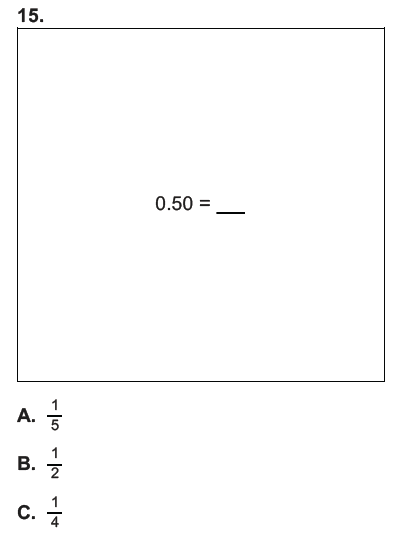 15.
0.50 = ___
A. 1/5
B. 1/2
C. 1/4